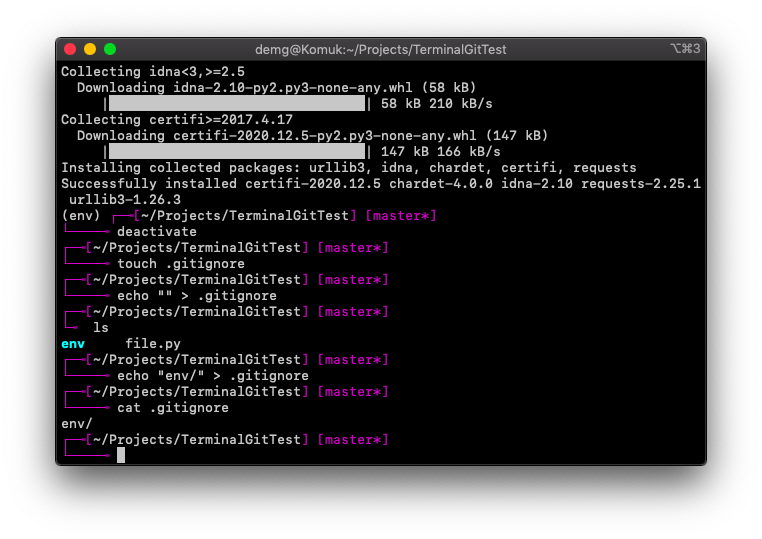 demg@Komuk:~/Projects/TerminalGitTest ⌥⌘3
Collecting idna<3,>=2.5
  Downloading idna-2.10-py2.py3-none-any.whl (58 kB)
     |████████████████████████████████| 58 kB 210 kB/s
Collecting certifi>=2017.4.17
  Downloading certifi-2020.12.5-py2.py3-none-any.whl (147 kB)
     |████████████████████████████████| 147 kB 166 kB/s
Installing collected packages: urllib3, idna, chardet, certifi, requests
Successfully installed certifi-2020.12.5 chardet-4.0.0 idna-2.10 requests-2.25.1
 urllib3-1.26.3
(env) ┌─╼[~/Projects/TerminalGitTest] [master*]
└────╼ deactivate
┌─╼[~/Projects/TerminalGitTest] [master*]
└────╼ touch .gitignore
┌─╼[~/Projects/TerminalGitTest] [master*]
└────╼ echo "" > .gitignore
┌─╼[~/Projects/TerminalGitTest] [master*]
└╼  ls
env     file.py
┌─╼[~/Projects/TerminalGitTest] [master*]
└────╼ echo "env/" > .gitignore
┌─╼[~/Projects/TerminalGitTest] [master*]
└────╼ cat .gitignore
env/
┌─╼[~/Projects/TerminalGitTest] [master*]
└────╼